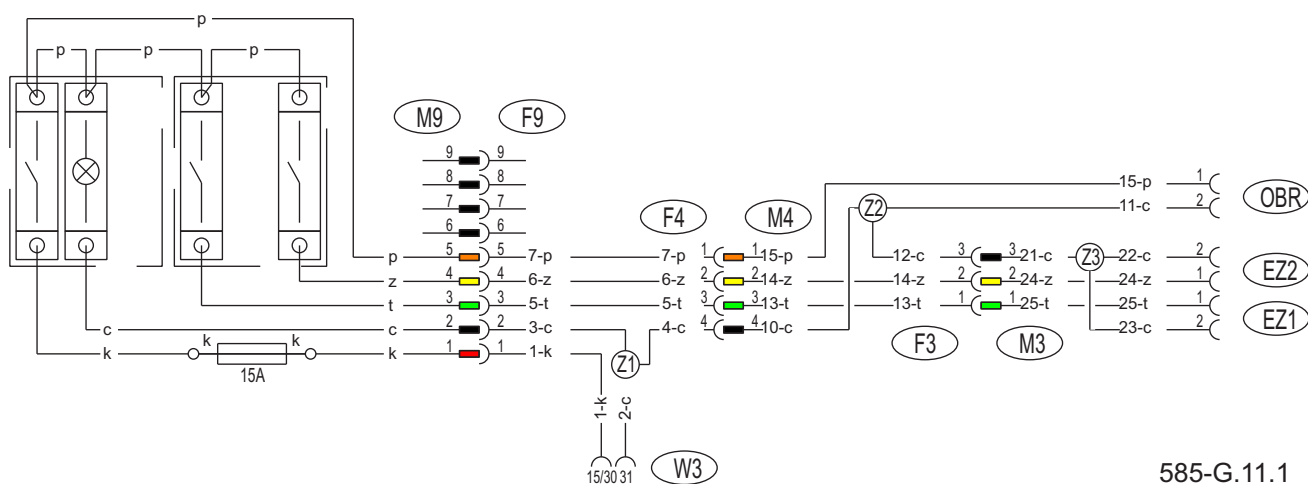 p
p p p
M9 F9
9 9
8 8
7 7
6 6
F4 M4
15-p 1
11-c 2
OBR
Z2
p 5 5 7-p 7-p 1 1 15-p
12-c 3 3 21-c Z3 22-c 2
z 4 4 6-z 6-z 2 2 14-z 14-z 2 2 24-z 24-z 1
EZ2
t 3 3 5-t 5-t 3 3 13-t 13-t 1 1 25-t 25-t 1
EZ1
c c 2 2 3-c 4-c 4 4 10-c
23-c 2
F3 M3
k k k k 1 1 1-k
Z1
15A
1-k 2-c
15/30 31
W3
585-G.11.1